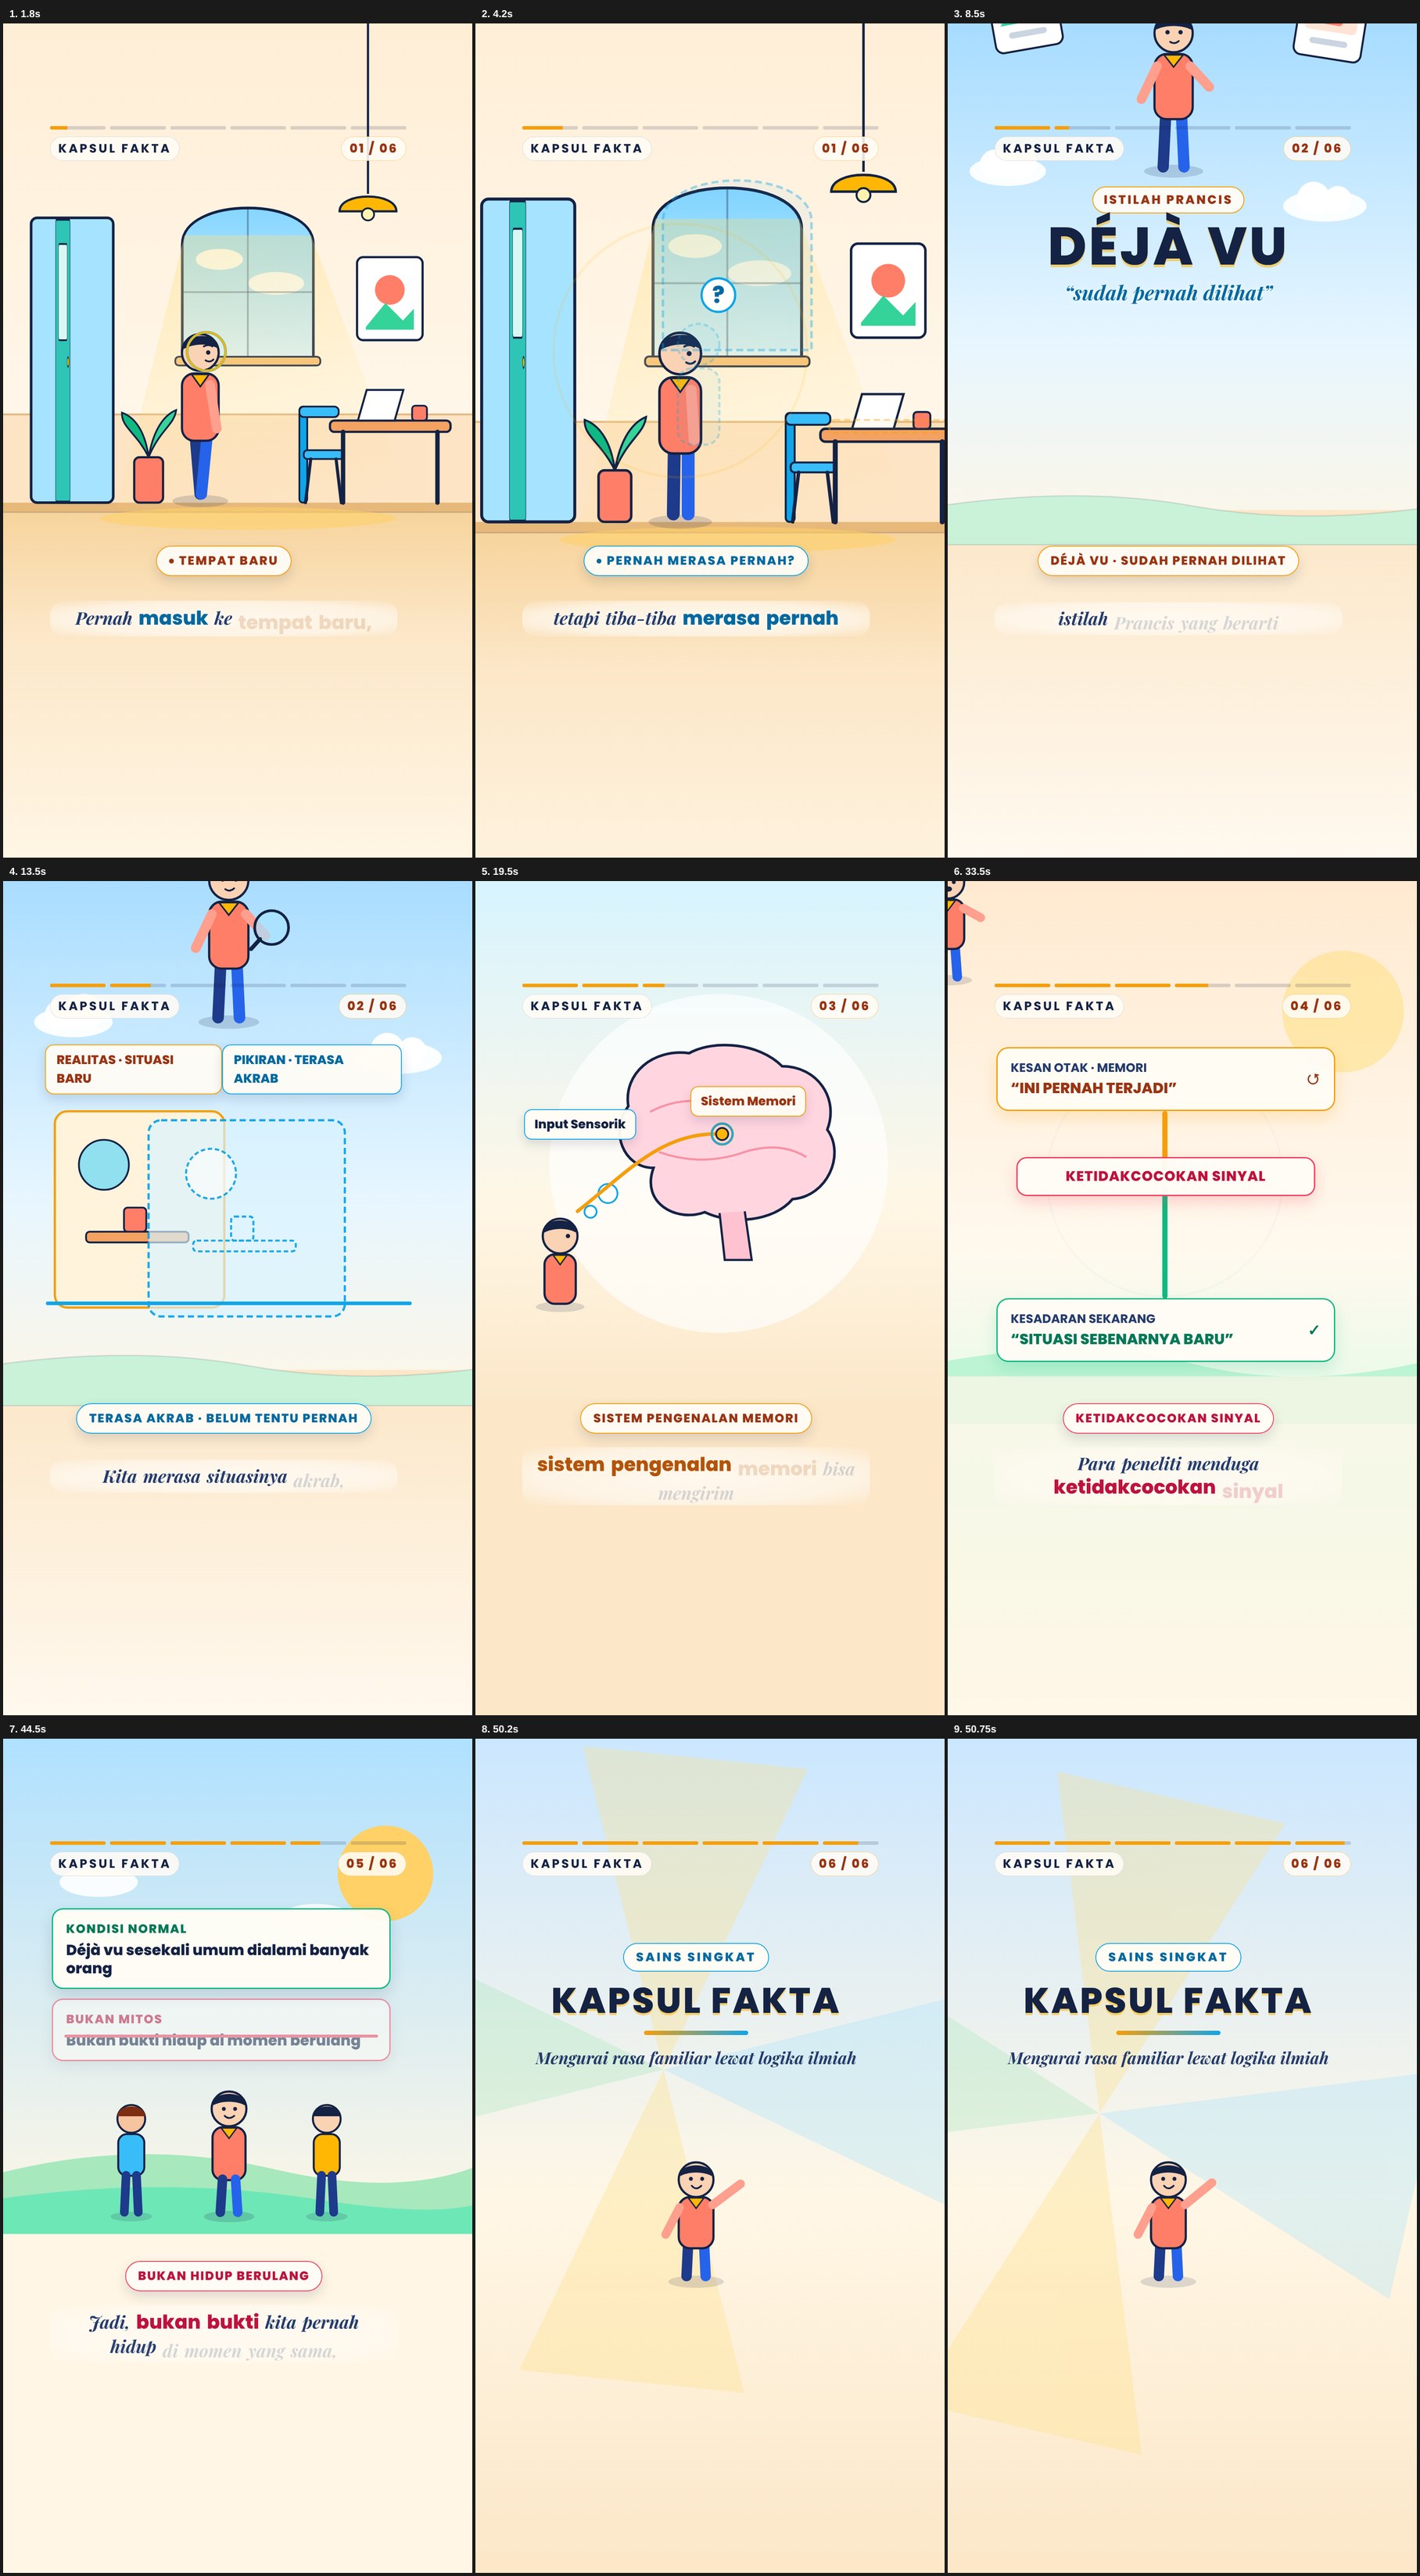 1. 1.8s
KAPSUL FAKTA
01 / 06
• TEMPAT BARU
Pernah masuk ke tempat baru,
2. 4.2s
KAPSUL FAKTA
01 / 06
?
• PERNAH MERASA PERNAH?
tetapi tiba-tiba merasa pernah
3. 8.5s
KAPSUL FAKTA
02 / 06
ISTILAH PRANCIS
DÉJÀ VU
“sudah pernah dilihat”
DÉJÀ VU · SUDAH PERNAH DILIHAT
istilah Prancis yang berarti
4. 13.5s
KAPSUL FAKTA
02 / 06
REALITAS · SITUASI
BARU
PIKIRAN · TERASA
AKRAB
TERASA AKRAB · BELUM TENTU PERNAH
Kita merasa situasinya akrab,
5. 19.5s
KAPSUL FAKTA
03 / 06
Sistem Memori
Input Sensorik
SISTEM PENGENALAN MEMORI
sistem pengenalan memori bisa
mengirim
6. 33.5s
KAPSUL FAKTA
04 / 06
KESAN OTAK · MEMORI
“INI PERNAH TERJADI”
KETIDAKCOCOKAN SINYAL
KESADARAN SEKARANG
“SITUASI SEBENARNYA BARU”
KETIDAKCOCOKAN SINYAL
Para peneliti menduga
ketidakcocokan sinyal
7. 44.5s
KAPSUL FAKTA
05 / 06
KONDISI NORMAL
Déjà vu sesekali umum dialami banyak
orang
BUKAN MITOS
Bukan bukti hidup di momen berulang
BUKAN HIDUP BERULANG
Jadi, bukan bukti kita pernah
hidup di momen yang sama,
8. 50.2s
KAPSUL FAKTA
06 / 06
SAINS SINGKAT
KAPSUL FAKTA
Mengurai rasa familiar lewat logika ilmiah
9. 50.75s
KAPSUL FAKTA
06 / 06
SAINS SINGKAT
KAPSUL FAKTA
Mengurai rasa familiar lewat logika ilmiah